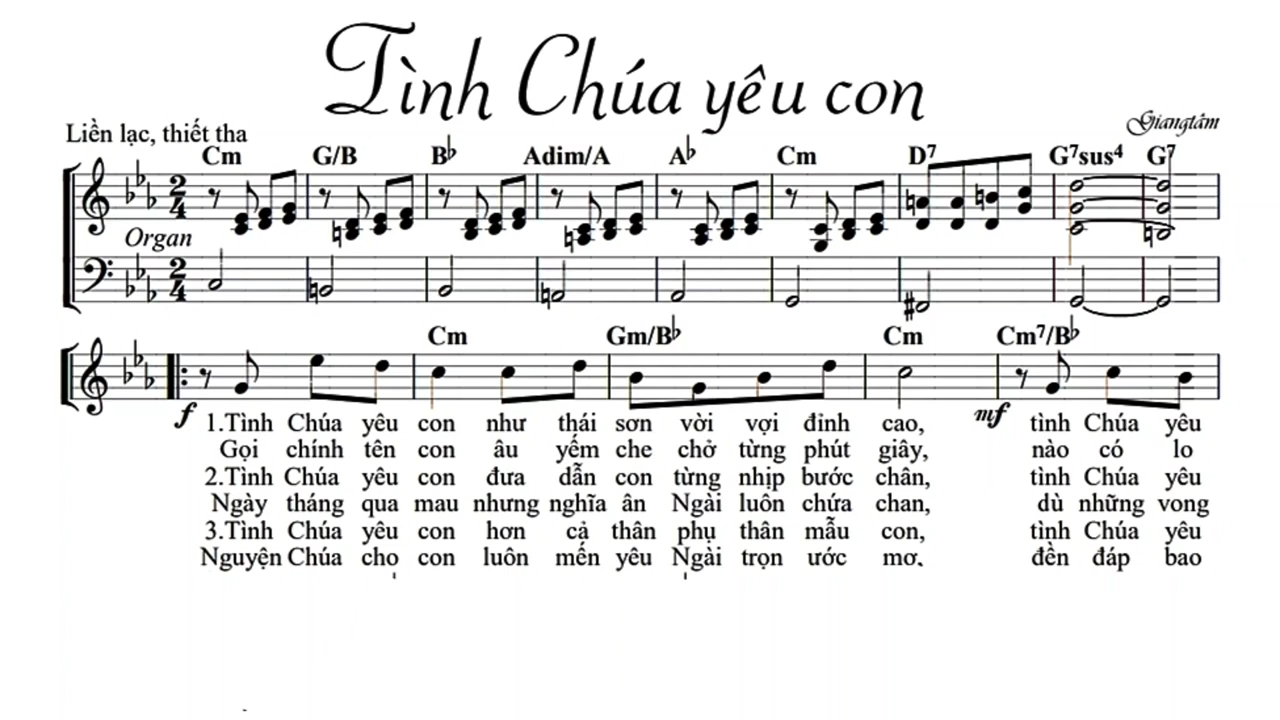 Tình Chúa yêu con
Giangtâm
Liền lạc, thiết tha
Cm G/B B♭ Adim/A A♭ Cm D7 G7sus4 G7
2 4
Organ
2 4
Cm Gm/B♭ Cm Cm7/B♭
f mf
1.Tình Chúa yêu con như thái sơn vời vợi đỉnh cao, tình Chúa yêu
Gọi chính tên con âu yếm che chở từng phút giây, nào có lo
2.Tình Chúa yêu con đưa dẫn con từng nhịp bước chân, tình Chúa yêu
Ngày tháng qua mau nhưng nghĩa ân Ngài luôn chứa chan, dù những vong
3.Tình Chúa yêu con hơn cả thân phụ thân mẫu con, tình Chúa yêu
Nguyện Chúa cho con luôn mến yêu Ngài trọn ước mơ. đền đáp bao